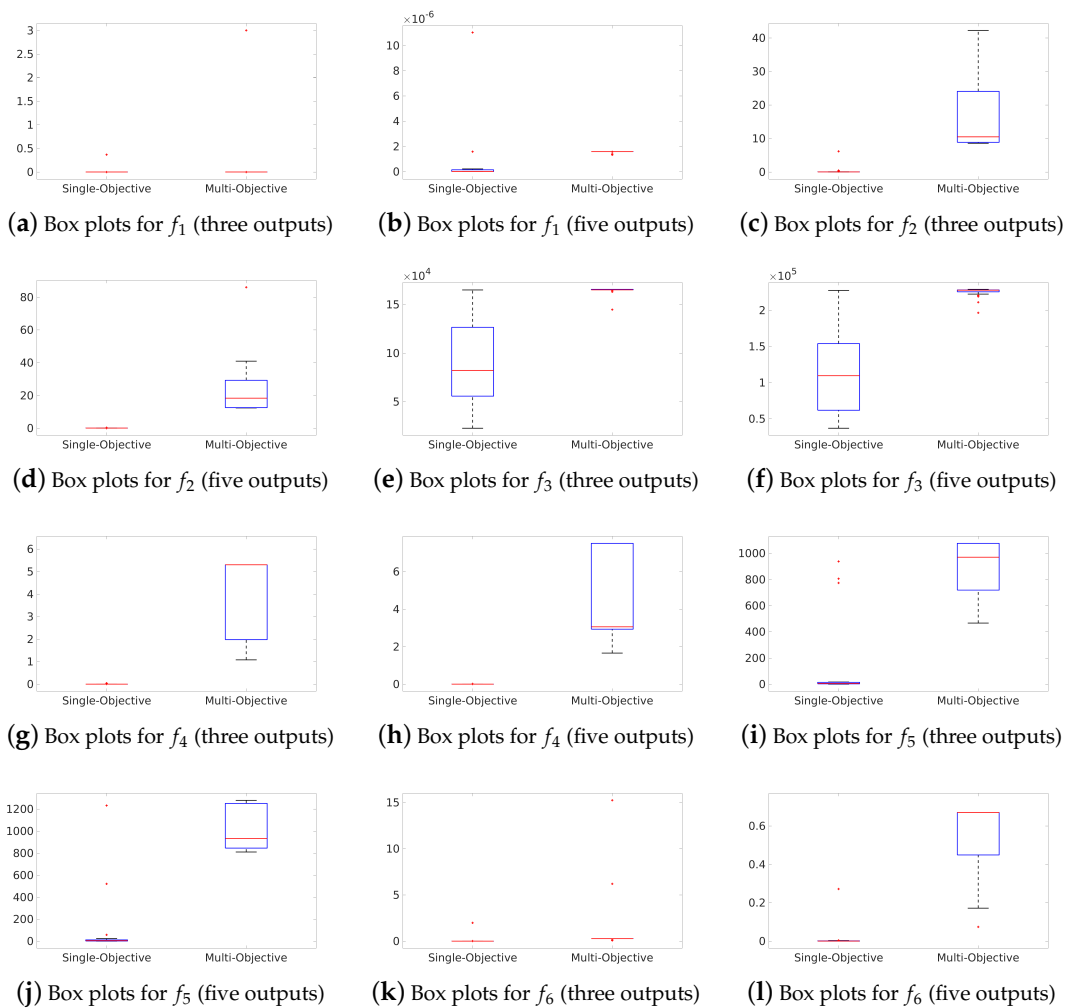 3
2.5
2
1.5
1
0.5
0
Single-Objective Multi-Objective
(a) Box plots for f1 (three outputs)
×10^-6
10
8
6
4
2
0
Single-Objective Multi-Objective
(b) Box plots for f1 (five outputs)
40
30
20
10
0
Single-Objective Multi-Objective
(c) Box plots for f2 (three outputs)
80
60
40
20
0
Single-Objective Multi-Objective
(d) Box plots for f2 (five outputs)
×10^4
15
10
5
Single-Objective Multi-Objective
(e) Box plots for f3 (three outputs)
×10^5
2
1.5
1
0.5
Single-Objective Multi-Objective
(f) Box plots for f3 (five outputs)
6
5
4
3
2
1
0
Single-Objective Multi-Objective
(g) Box plots for f4 (three outputs)
6
4
2
0
Single-Objective Multi-Objective
(h) Box plots for f4 (five outputs)
1000
800
600
400
200
0
Single-Objective Multi-Objective
(i) Box plots for f5 (three outputs)
1200
1000
800
600
400
200
0
Single-Objective Multi-Objective
(j) Box plots for f5 (five outputs)
15
10
5
0
Single-Objective Multi-Objective
(k) Box plots for f6 (three outputs)
0.6
0.4
0.2
0
Single-Objective Multi-Objective
(l) Box plots for f6 (five outputs)